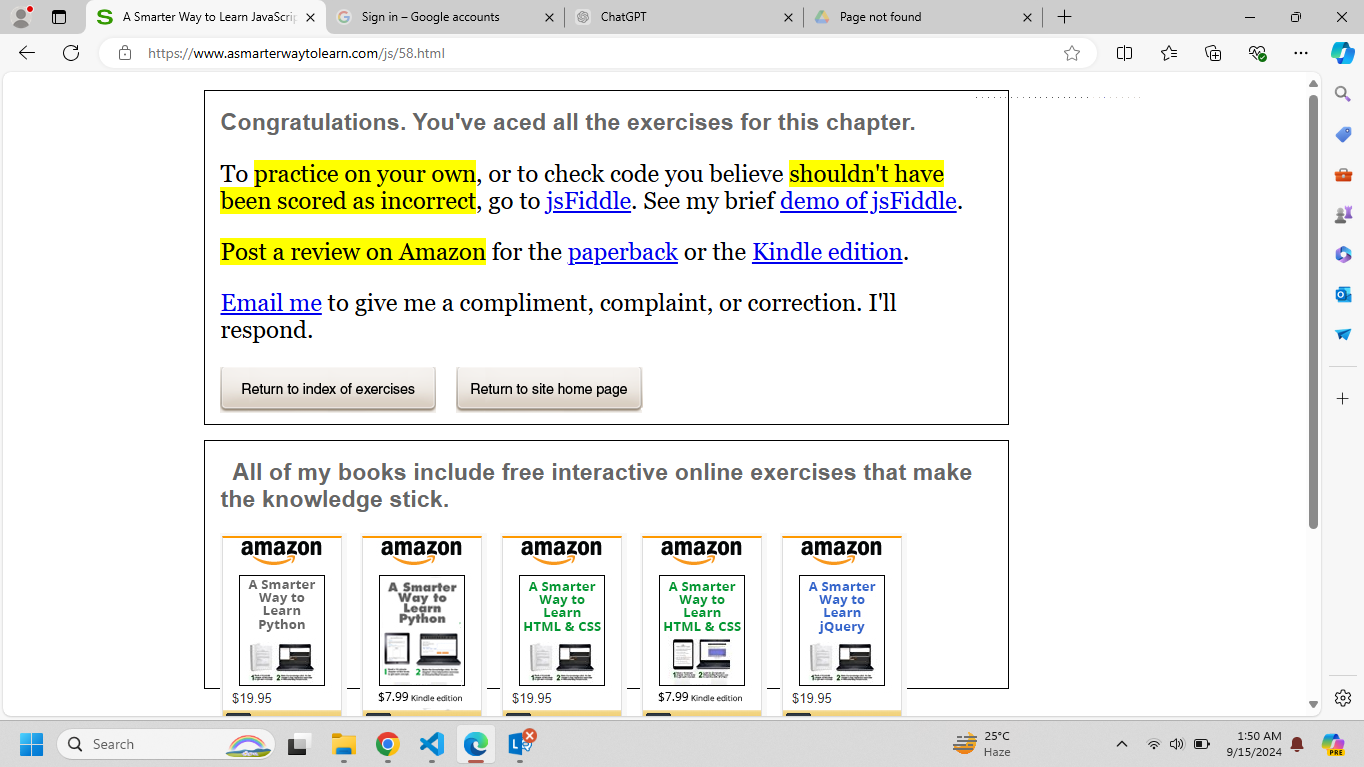 A Smarter Way to Learn JavaScrip
Sign in – Google accounts
ChatGPT
Page not found
https://www.asmarterwaytolearn.com/js/58.html
Congratulations. You've aced all the exercises for this chapter.
To practice on your own, or to check code you believe shouldn't have
been scored as incorrect, go to jsFiddle. See my brief demo of jsFiddle.
Post a review on Amazon for the paperback or the Kindle edition.
Email me to give me a compliment, complaint, or correction. I'll
respond.
Return to index of exercises
Return to site home page
All of my books include free interactive online exercises that make
the knowledge stick.
amazon
A Smarter
Way to
Learn
Python
$19.95
amazon
A Smarter
Way to
Learn
Python
$7.99 Kindle edition
amazon
A Smarter
Way to
Learn
HTML & CSS
$19.95
amazon
A Smarter
Way to
Learn
HTML & CSS
$7.99 Kindle edition
amazon
A Smarter
Way to
Learn
jQuery
$19.95
Search
25°C
Haze
1:50 AM
9/15/2024
PRE